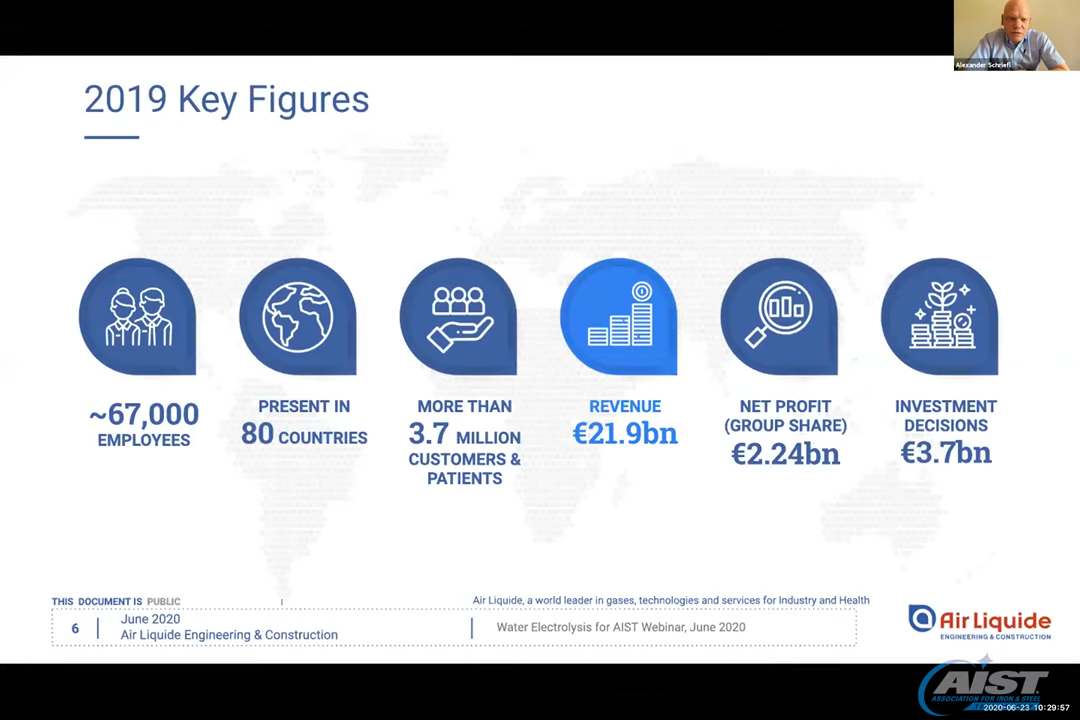 Alexander Schriefl
2019 Key Figures
~67,000
EMPLOYEES
PRESENT IN
80 COUNTRIES
MORE THAN
3.7 MILLION
CUSTOMERS &
PATIENTS
REVENUE
€21.9bn
NET PROFIT
(GROUP SHARE)
€2.24bn
INVESTMENT
DECISIONS
€3.7bn
THIS DOCUMENT IS PUBLIC
Air Liquide, a world leader in gases, technologies and services for Industry and Health
6
June 2020
Air Liquide Engineering & Construction
Water Electrolysis for AIST Webinar, June 2020
Air Liquide
ENGINEERING & CONSTRUCTION
AIST
ASSOCIATION FOR IRON & STEEL
2020-06-23 10:29:57